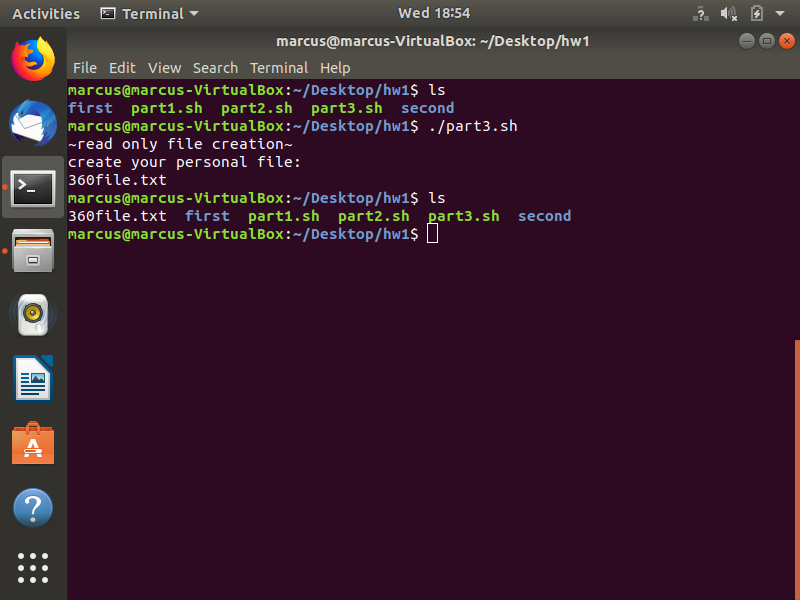 Activities Terminal Wed 18:54
marcus@marcus-VirtualBox: ~/Desktop/hw1
File Edit View Search Terminal Help
marcus@marcus-VirtualBox:~/Desktop/hw1$ ls
first part1.sh part2.sh part3.sh second
marcus@marcus-VirtualBox:~/Desktop/hw1$ ./part3.sh
~read only file creation~
create your personal file:
360file.txt
marcus@marcus-VirtualBox:~/Desktop/hw1$ ls
360file.txt first part1.sh part2.sh part3.sh second
marcus@marcus-VirtualBox:~/Desktop/hw1$